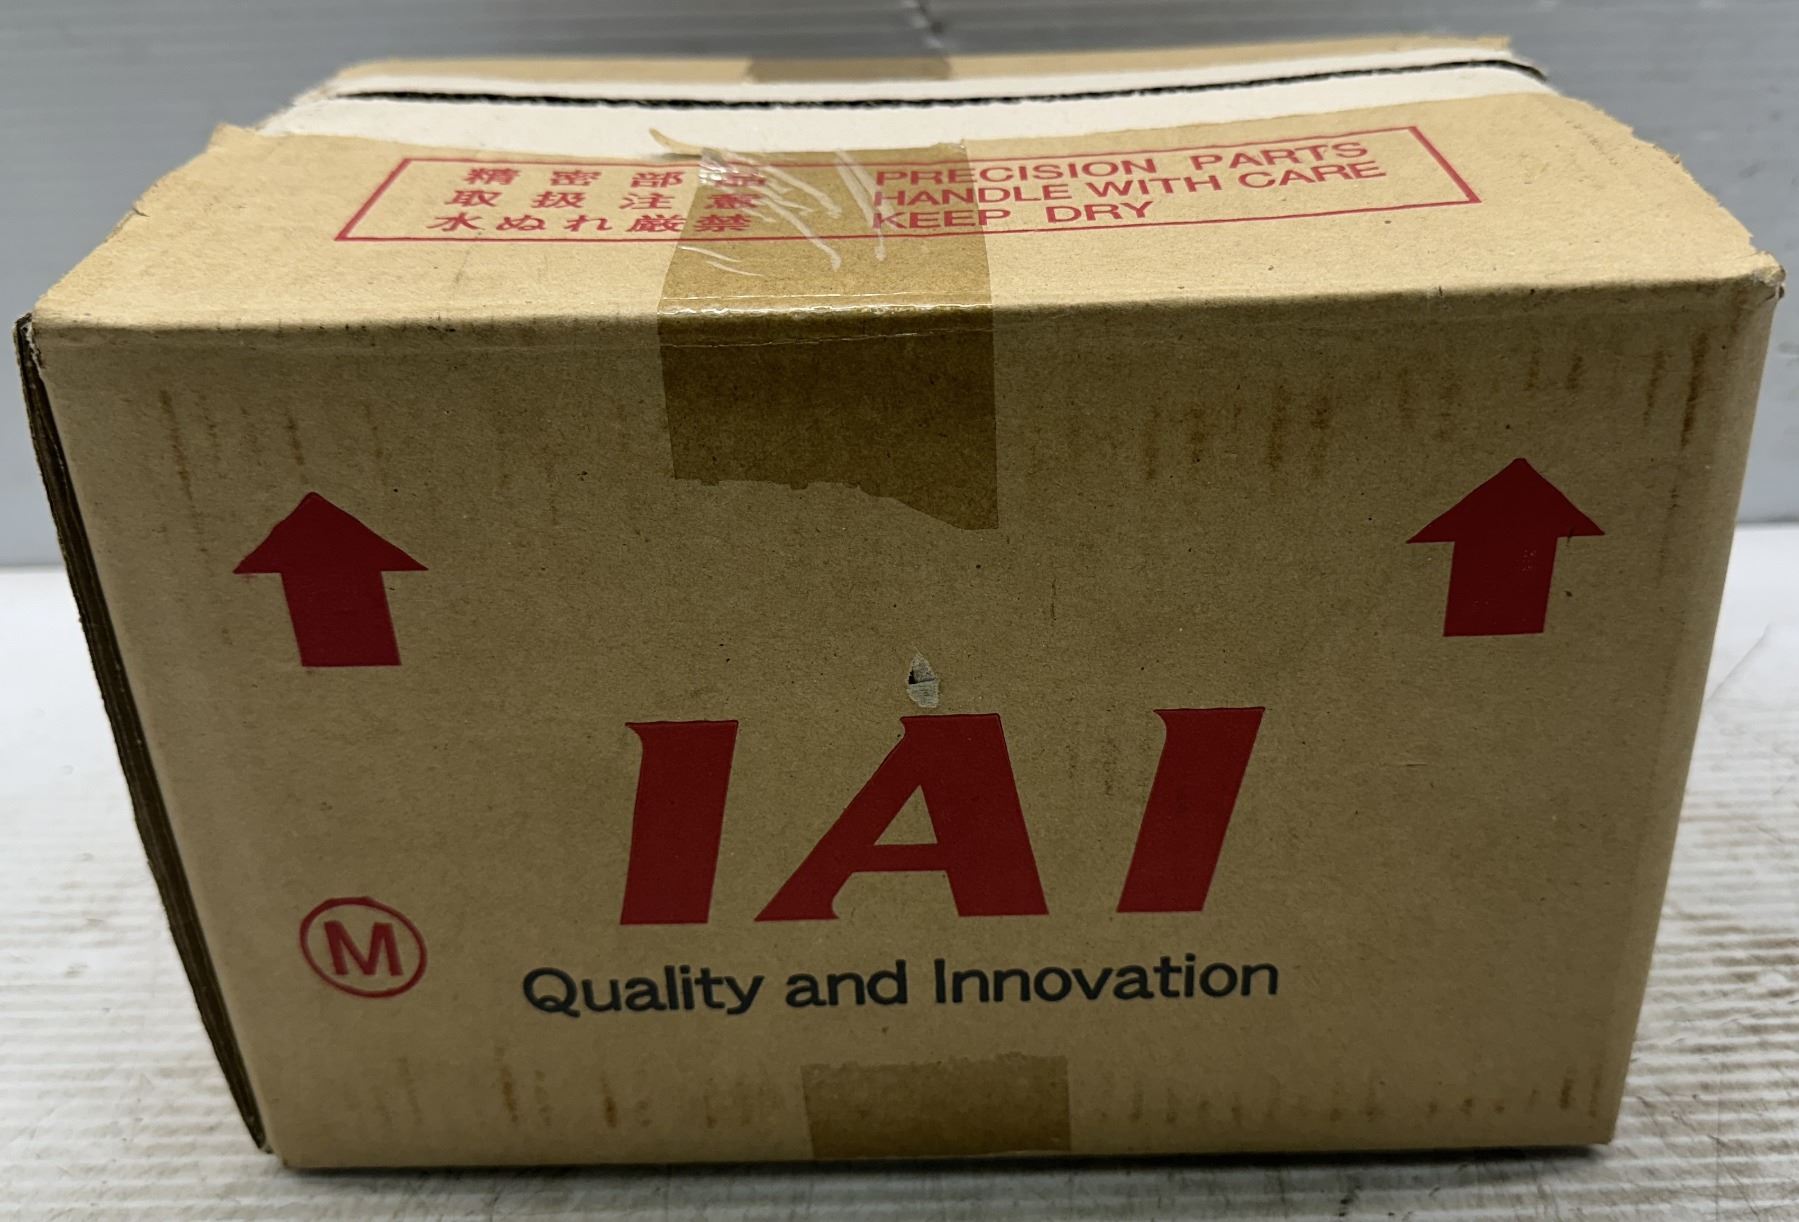 精密部品
取扱注意
水ぬれ厳禁
PRECISION PARTS
HANDLE WITH CARE
KEEP DRY
IAI
M
Quality and Innovation